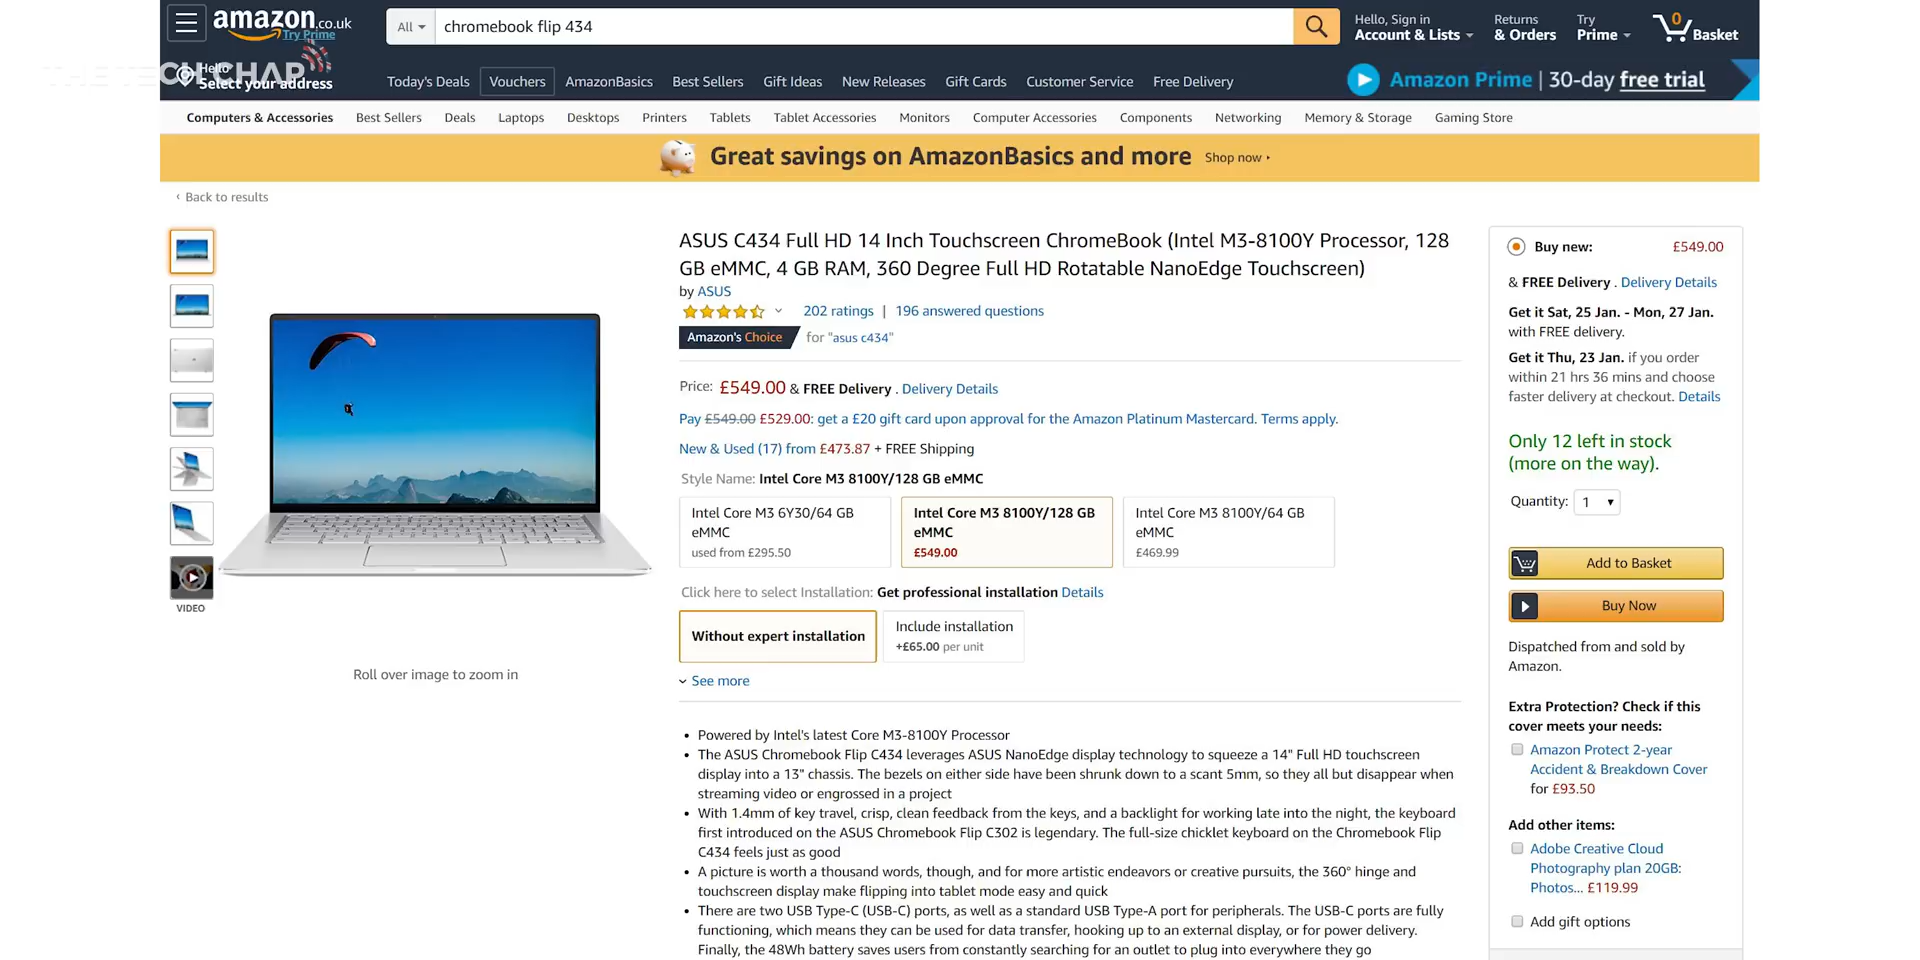 amazon.co.uk
Try Prime
All
chromebook flip 434
Hello, Sign in
Account & Lists
Returns
& Orders
Try
Prime
0
Basket
THE TECH CHAP
Hello
Select your address
Today's Deals
Vouchers
AmazonBasics
Best Sellers
Gift Ideas
New Releases
Gift Cards
Customer Service
Free Delivery
Amazon Prime | 30-day free trial
Computers & Accessories
Best Sellers
Deals
Laptops
Desktops
Printers
Tablets
Tablet Accessories
Monitors
Computer Accessories
Components
Networking
Memory & Storage
Gaming Store
Great savings on AmazonBasics and more Shop now ›
‹ Back to results
VIDEO
Roll over image to zoom in
ASUS C434 Full HD 14 Inch Touchscreen ChromeBook (Intel M3-8100Y Processor, 128
GB eMMC, 4 GB RAM, 360 Degree Full HD Rotatable NanoEdge Touchscreen)
by ASUS
202 ratings | 196 answered questions
Amazon's Choice for "asus c434"
Price: £549.00 & FREE Delivery . Delivery Details
Pay £549.00 £529.00: get a £20 gift card upon approval for the Amazon Platinum Mastercard. Terms apply.
New & Used (17) from £473.87 + FREE Shipping
Style Name: Intel Core M3 8100Y/128 GB eMMC
Intel Core M3 6Y30/64 GB
eMMC
used from £295.50
Intel Core M3 8100Y/128 GB
eMMC
£549.00
Intel Core M3 8100Y/64 GB
eMMC
£469.99
Click here to select Installation: Get professional installation Details
Without expert installation
Include installation
+£65.00 per unit
See more
• Powered by Intel's latest Core M3-8100Y Processor
• The ASUS Chromebook Flip C434 leverages ASUS NanoEdge display technology to squeeze a 14" Full HD touchscreen
display into a 13" chassis. The bezels on either side have been shrunk down to a scant 5mm, so they all but disappear when
streaming video or engrossed in a project
• With 1.4mm of key travel, crisp, clean feedback from the keys, and a backlight for working late into the night, the keyboard
first introduced on the ASUS Chromebook Flip C302 is legendary. The full-size chicklet keyboard on the Chromebook Flip
C434 feels just as good
• A picture is worth a thousand words, though, and for more artistic endeavors or creative pursuits, the 360° hinge and
touchscreen display make flipping into tablet mode easy and quick
• There are two USB Type-C (USB-C) ports, as well as a standard USB Type-A port for peripherals. The USB-C ports are fully
functioning, which means they can be used for data transfer, hooking up to an external display, or for power delivery.
Finally, the 48Wh battery saves users from constantly searching for an outlet to plug into everywhere they go
Buy new: £549.00
& FREE Delivery . Delivery Details
Get it Sat, 25 Jan. - Mon, 27 Jan.
with FREE delivery.
Get it Thu, 23 Jan. if you order
within 21 hrs 36 mins and choose
faster delivery at checkout. Details
Only 12 left in stock
(more on the way).
Quantity: 1
Add to Basket
Buy Now
Dispatched from and sold by
Amazon.
Extra Protection? Check if this
cover meets your needs:
Amazon Protect 2-year
Accident & Breakdown Cover
for £93.50
Add other items:
Adobe Creative Cloud
Photography plan 20GB:
Photos... £119.99
Add gift options